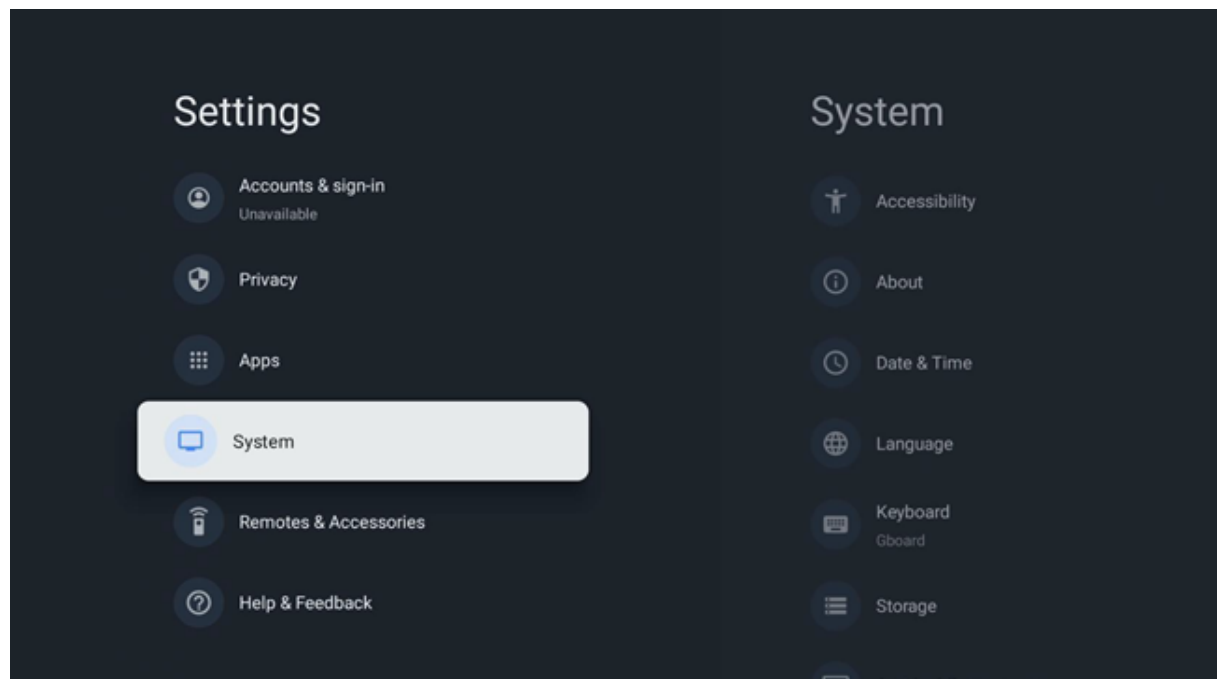 Settings
Accounts & sign-in
Unavailable
Privacy
Apps
System
Remotes & Accessories
Help & Feedback
System
Accessibility
About
Date & Time
Language
Keyboard
Gboard
Storage